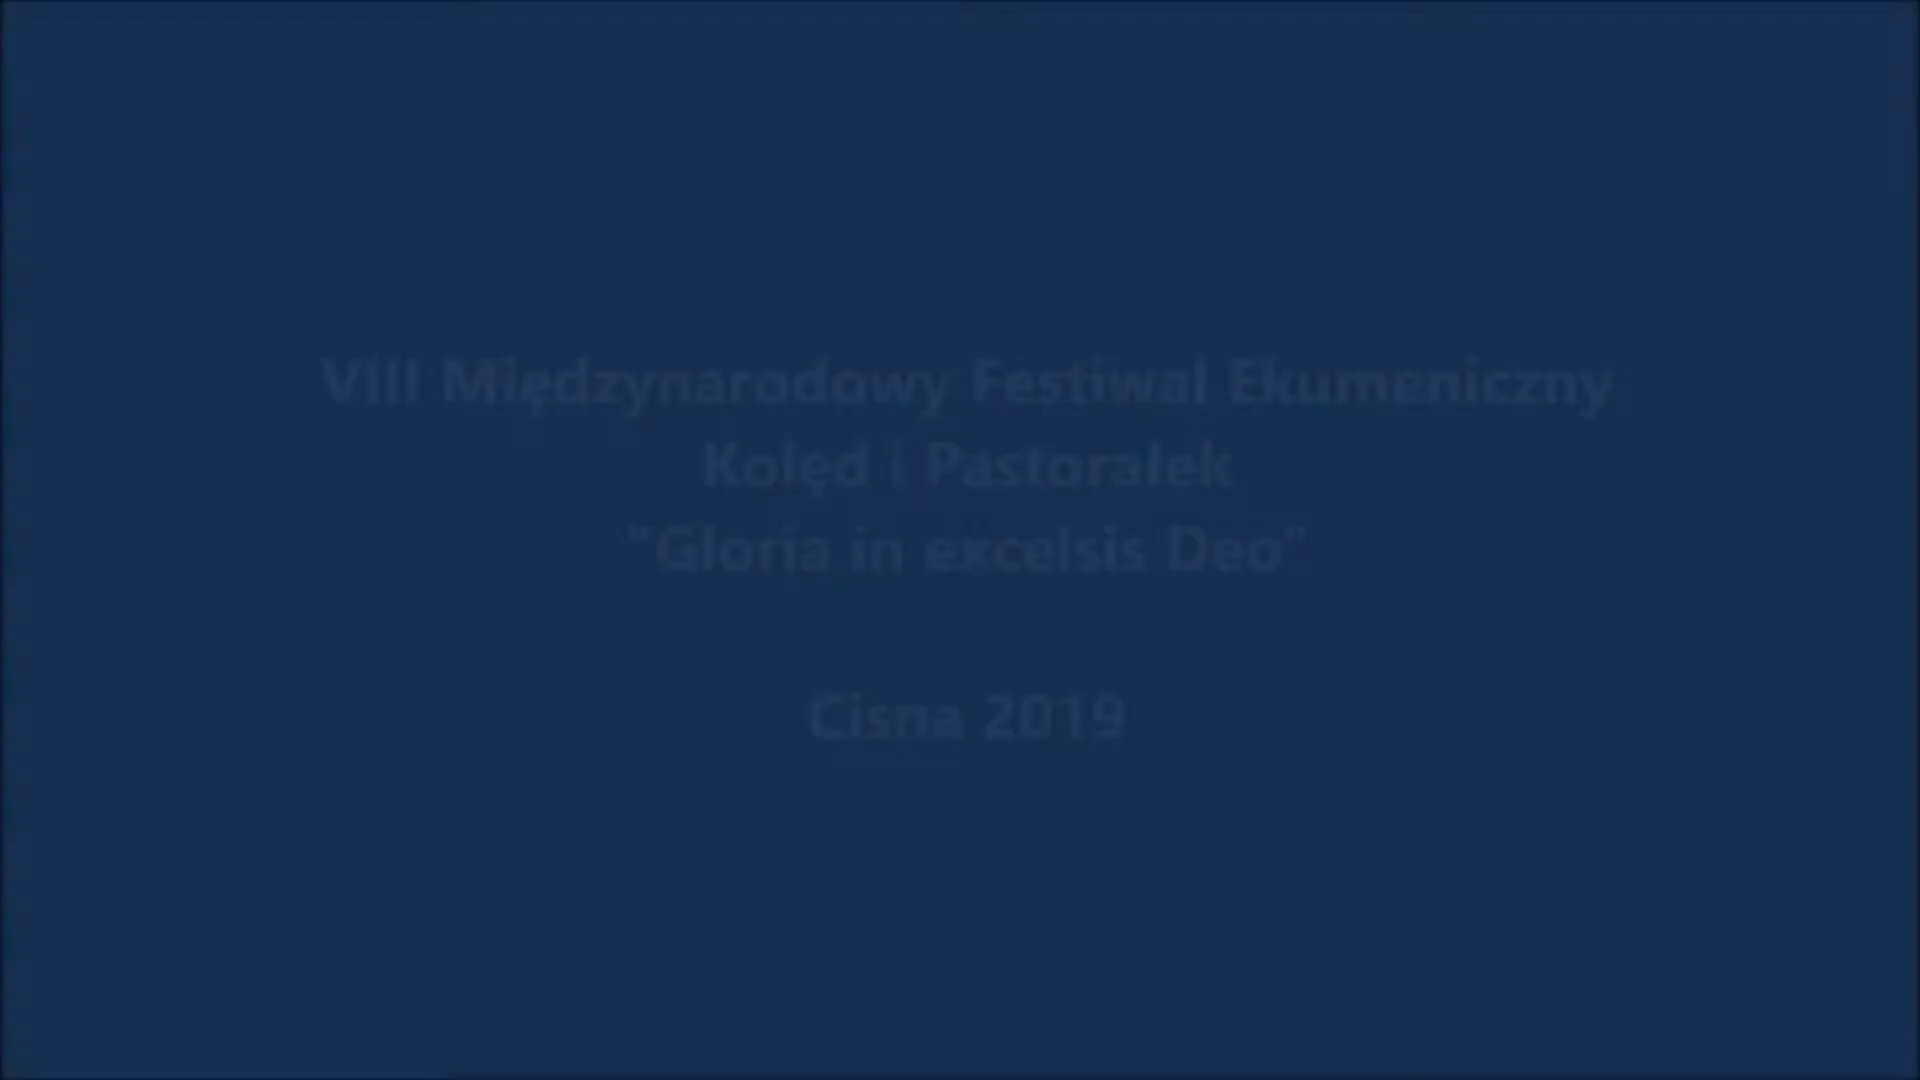 VIII Międzynarodowy Festiwal Ekumeniczny
Kolęd i Pastorałek
"Gloria in excelsis Deo"
Cisna 2019